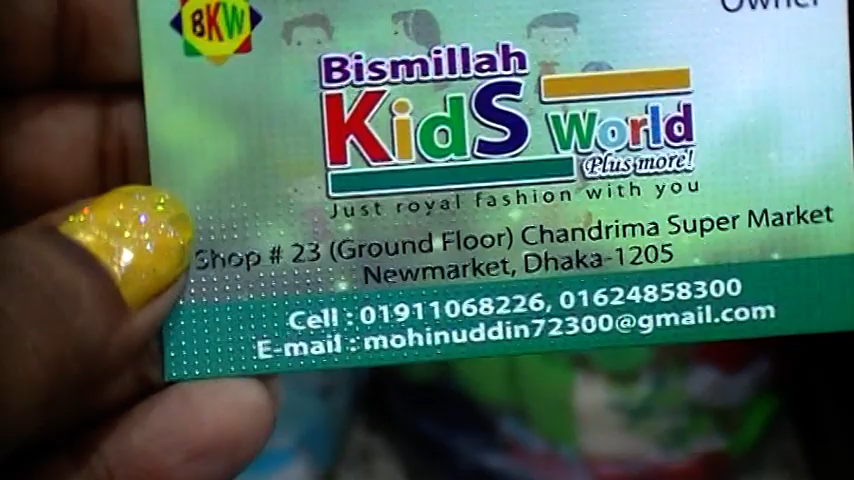 Owner
BKW
Bismillah
Kids World
Plus more!
Just royal fashion with you
Shop # 23 (Ground Floor) Chandrima Super Market
Newmarket, Dhaka-1205
Cell : 01911068226, 01624858300
E-mail : mohinuddin72300@gmail.com